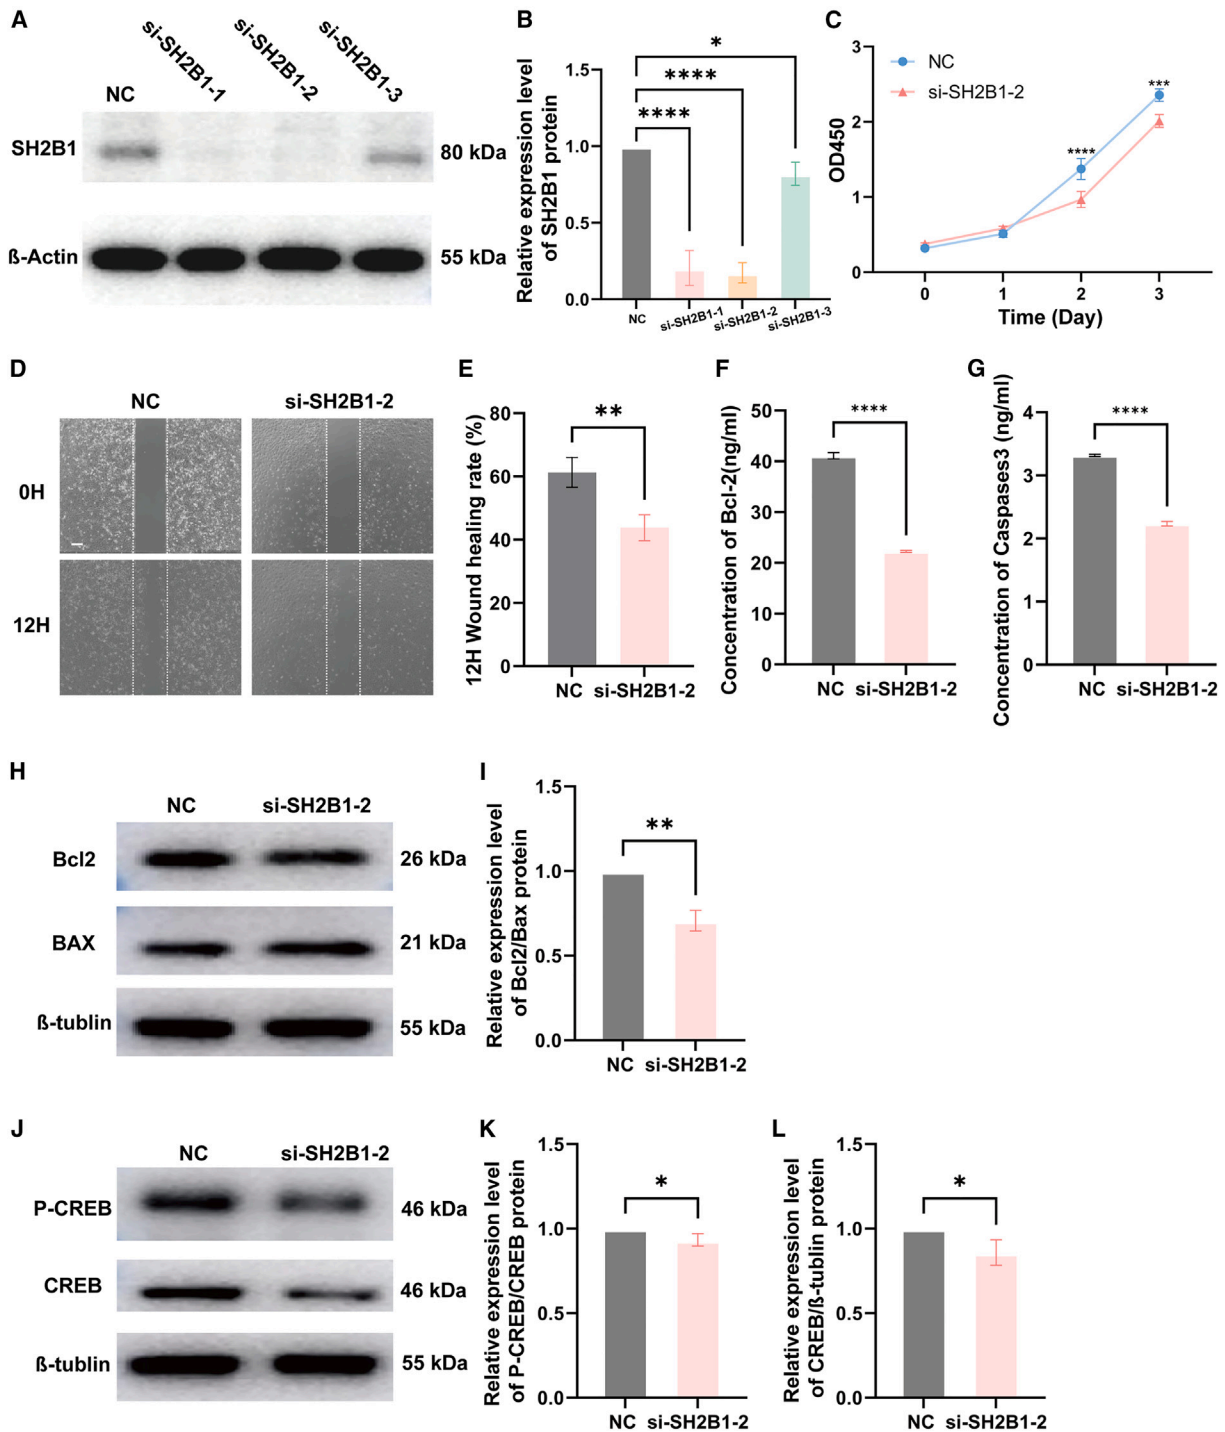 A
NC
si-SH2B1-1
si-SH2B1-2
si-SH2B1-3
SH2B1
80 kDa
ß-Actin
55 kDa
B
Relative expression level
of SH2B1 protein
1.5
1.0
0.5
0.0
*
****
****
NC
si-SH2B1-1
si-SH2B1-2
si-SH2B1-3
C
OD450
3
2
1
0
NC
si-SH2B1-2
****
***
0
1
2
3
Time (Day)
D
NC
si-SH2B1-2
0H
12H
E
12H Wound healing rate (%)
80
60
40
20
0
**
NC
si-SH2B1-2
F
Concentration of Bcl-2(ng/ml)
50
40
30
20
10
0
****
NC
si-SH2B1-2
G
Concentration of Caspases3 (ng/ml)
4
3
2
1
0
****
NC
si-SH2B1-2
H
NC
si-SH2B1-2
Bcl2
26 kDa
BAX
21 kDa
ß-tublin
55 kDa
I
Relative expression level
of Bcl2/Bax protein
1.5
1.0
0.5
0.0
**
NC
si-SH2B1-2
J
NC
si-SH2B1-2
P-CREB
46 kDa
CREB
46 kDa
ß-tublin
55 kDa
K
Relative expression level
of P-CREB/CREB protein
1.5
1.0
0.5
0.0
*
NC
si-SH2B1-2
L
Relative expression level
of CREB/ß-tublin protein
1.5
1.0
0.5
0.0
*
NC
si-SH2B1-2